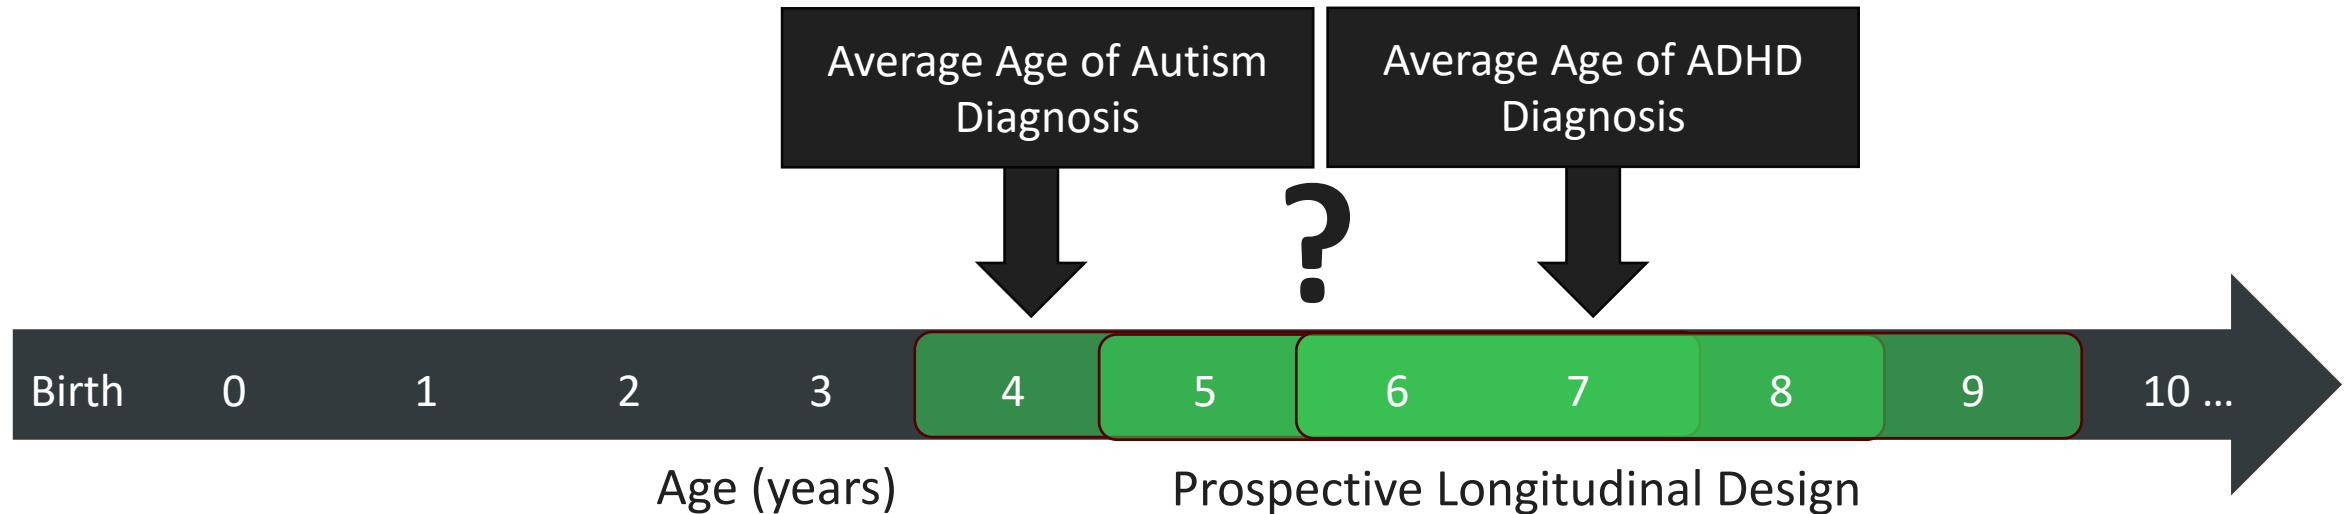 Average Age of Autism
Diagnosis
Average Age of ADHD
Diagnosis
?
Birth 0 1 2 3 4 5 6 7 8 9 10 ...
Age (years)
Prospective Longitudinal Design